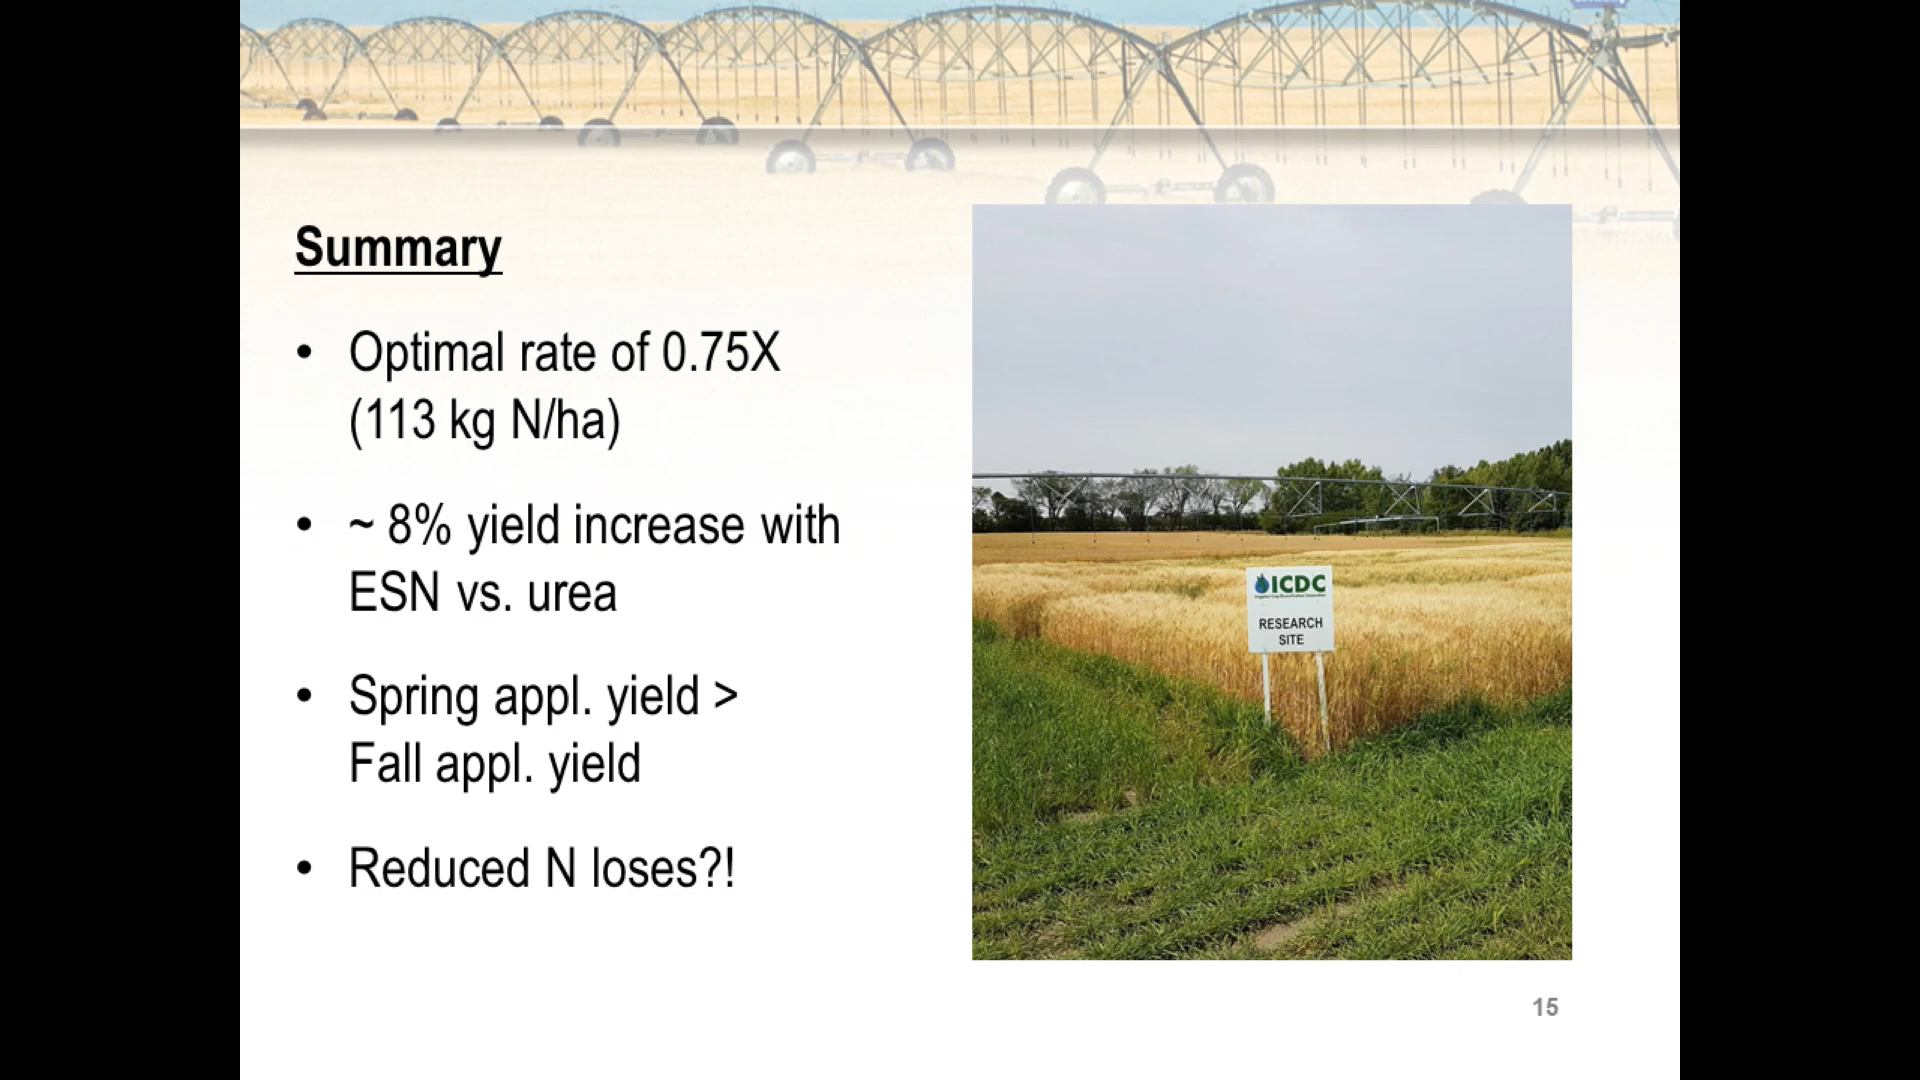 Summary
• Optimal rate of 0.75X
(113 kg N/ha)
• ~ 8% yield increase with
ESN vs. urea
• Spring appl. yield >
Fall appl. yield
• Reduced N loses?!
ICDC
RESEARCH
SITE
15